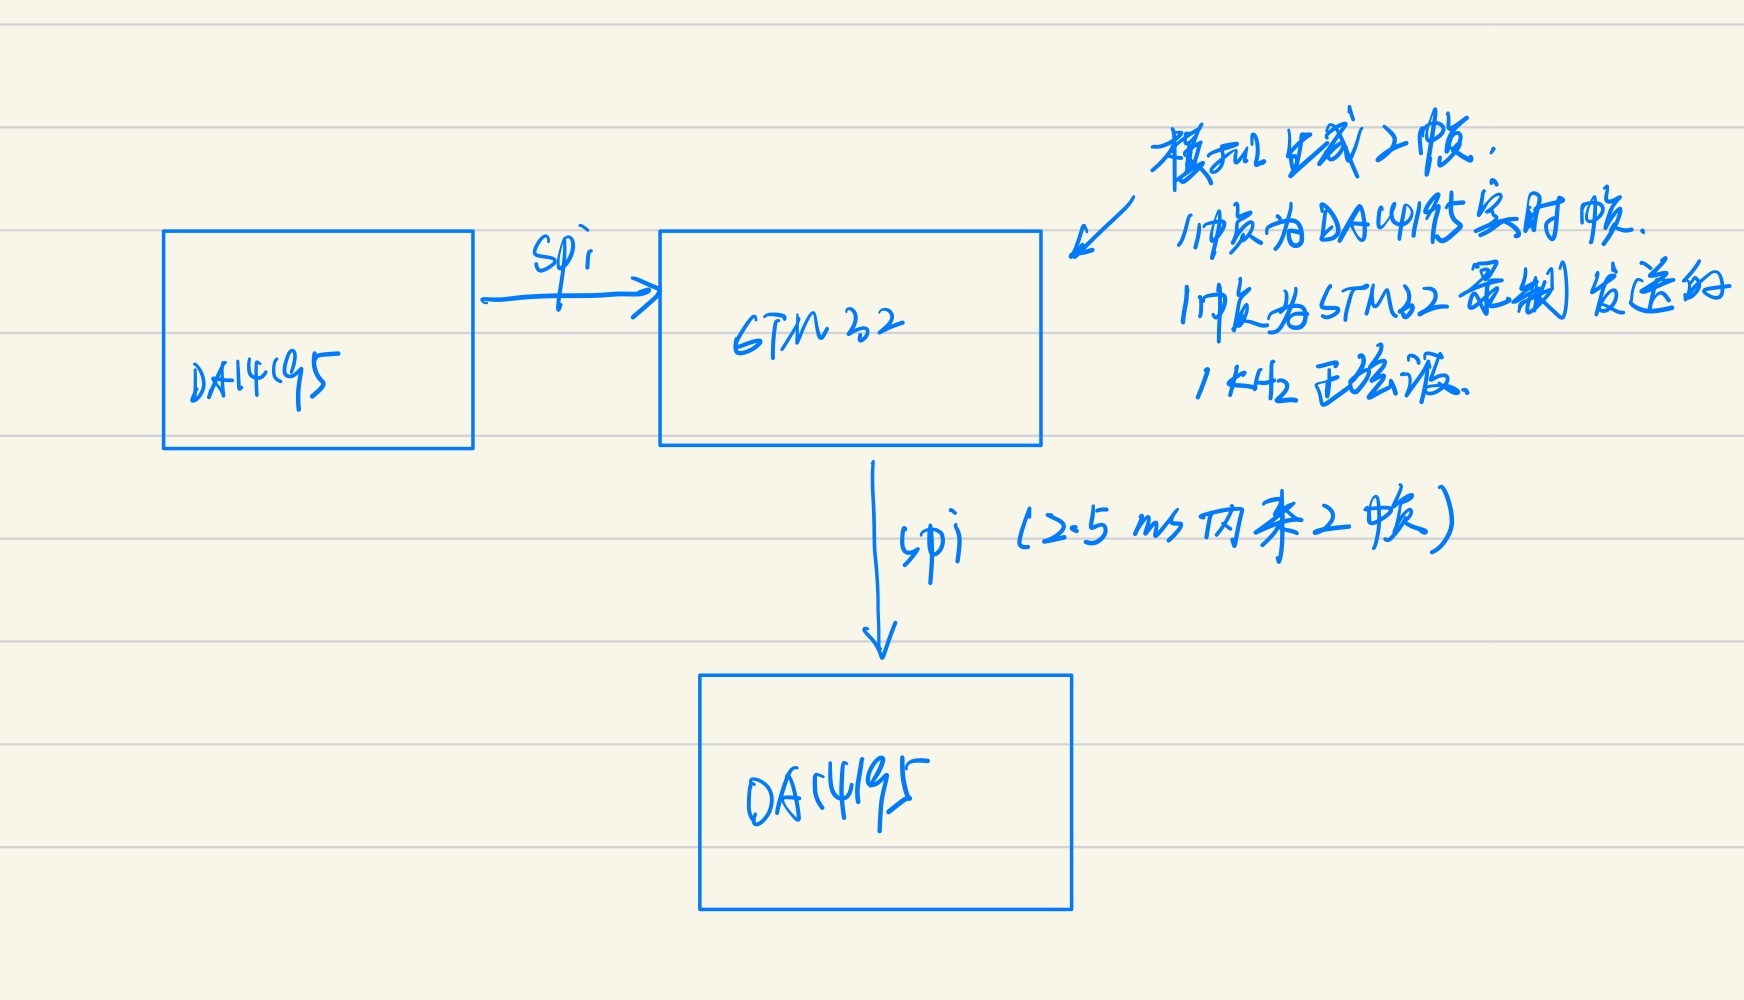 模拟生成2帧.
spi
1帧为DA14195实时帧.
1帧为STM32录制发送的
STM32
DA14195
1KHz正弦波.
spi (2.5ms内来2帧)
DA14195